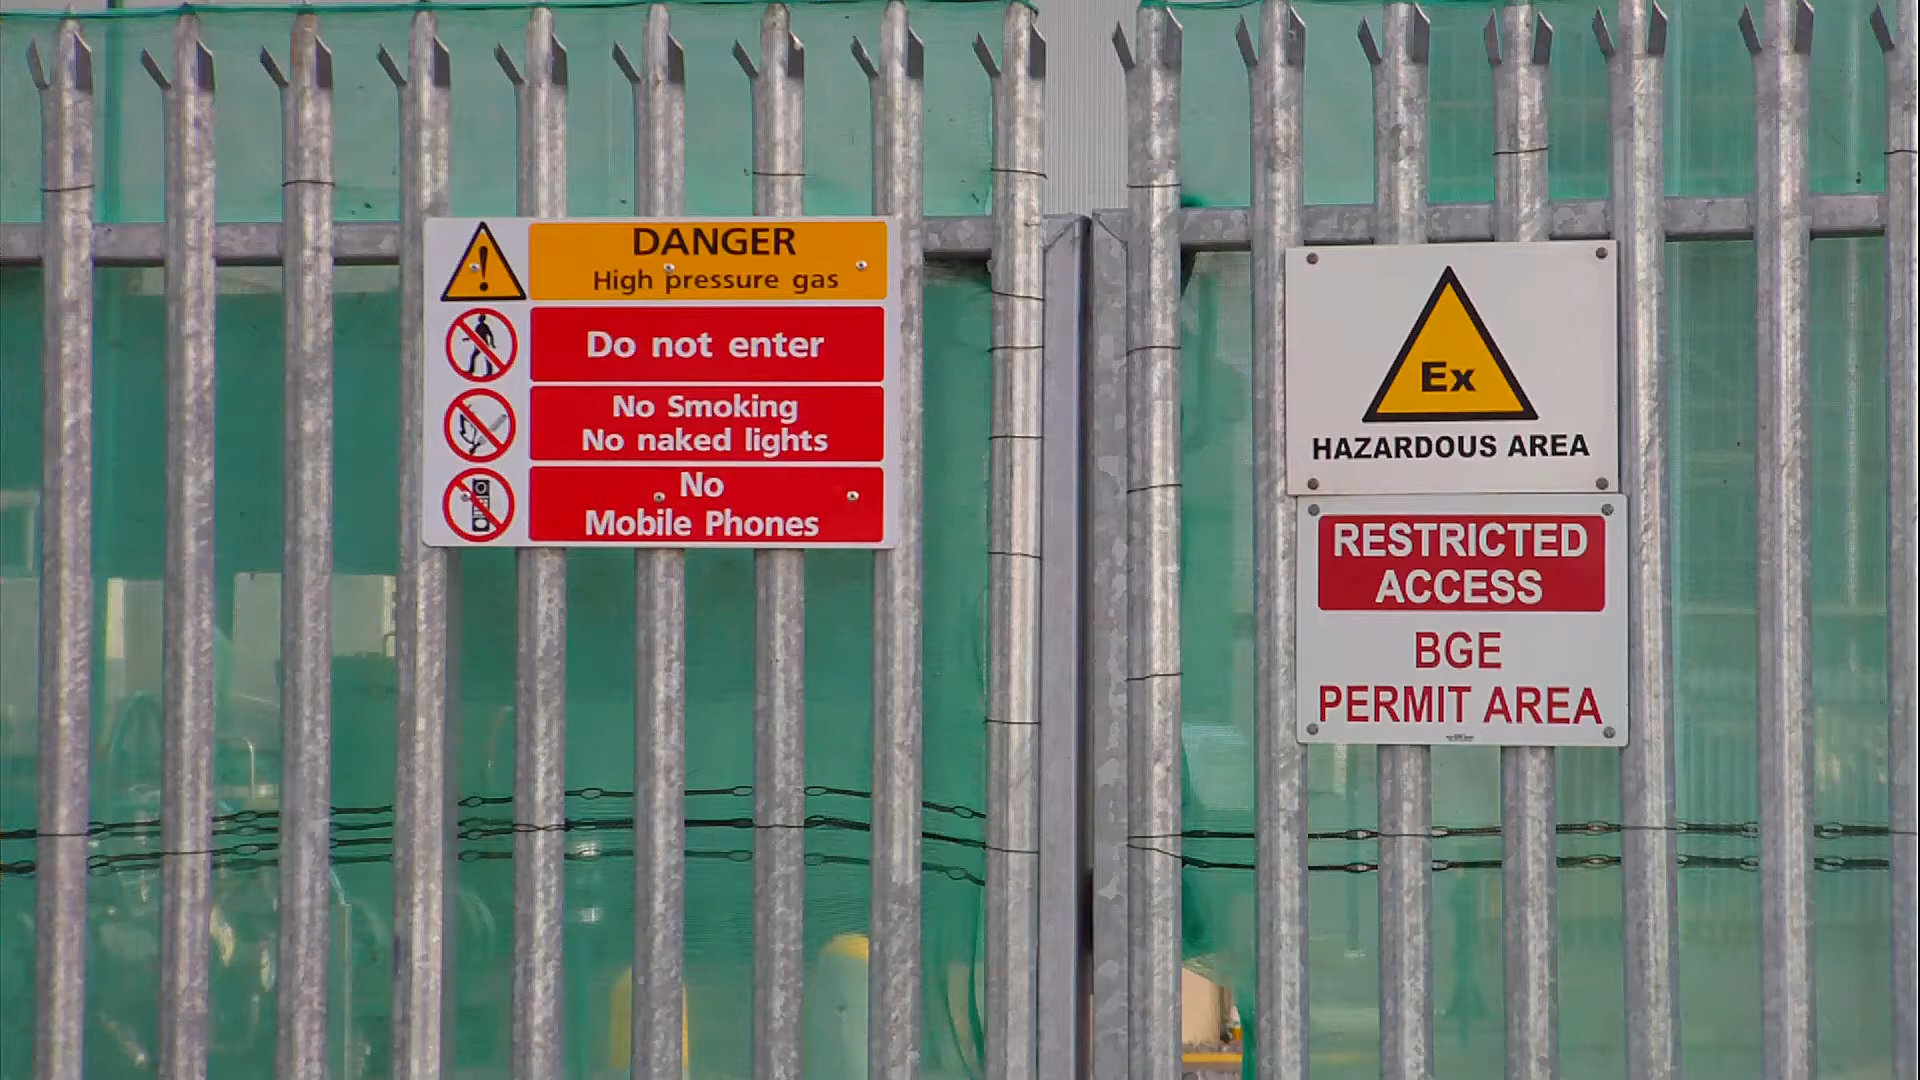 DANGER
High pressure gas
Do not enter
No Smoking
No naked lights
No
Mobile Phones
Ex
HAZARDOUS AREA
RESTRICTED
ACCESS
BGE
PERMIT AREA